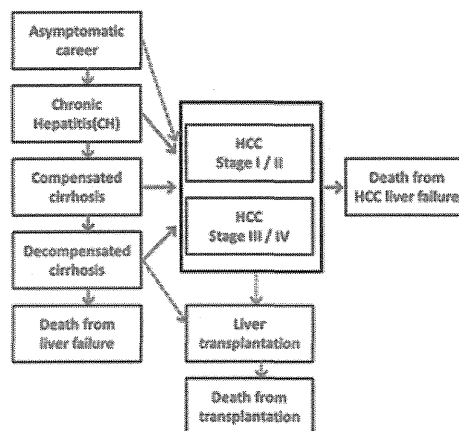 Asymptomatic
career
Chronic
Hepatitis(CH)
Compensated
cirrhosis
Decompensated
cirrhosis
Death from
liver failure
HCC
Stage I / II
HCC
Stage III / IV
Death from
HCC liver failure
Liver
transplantation
Death from
transplantation